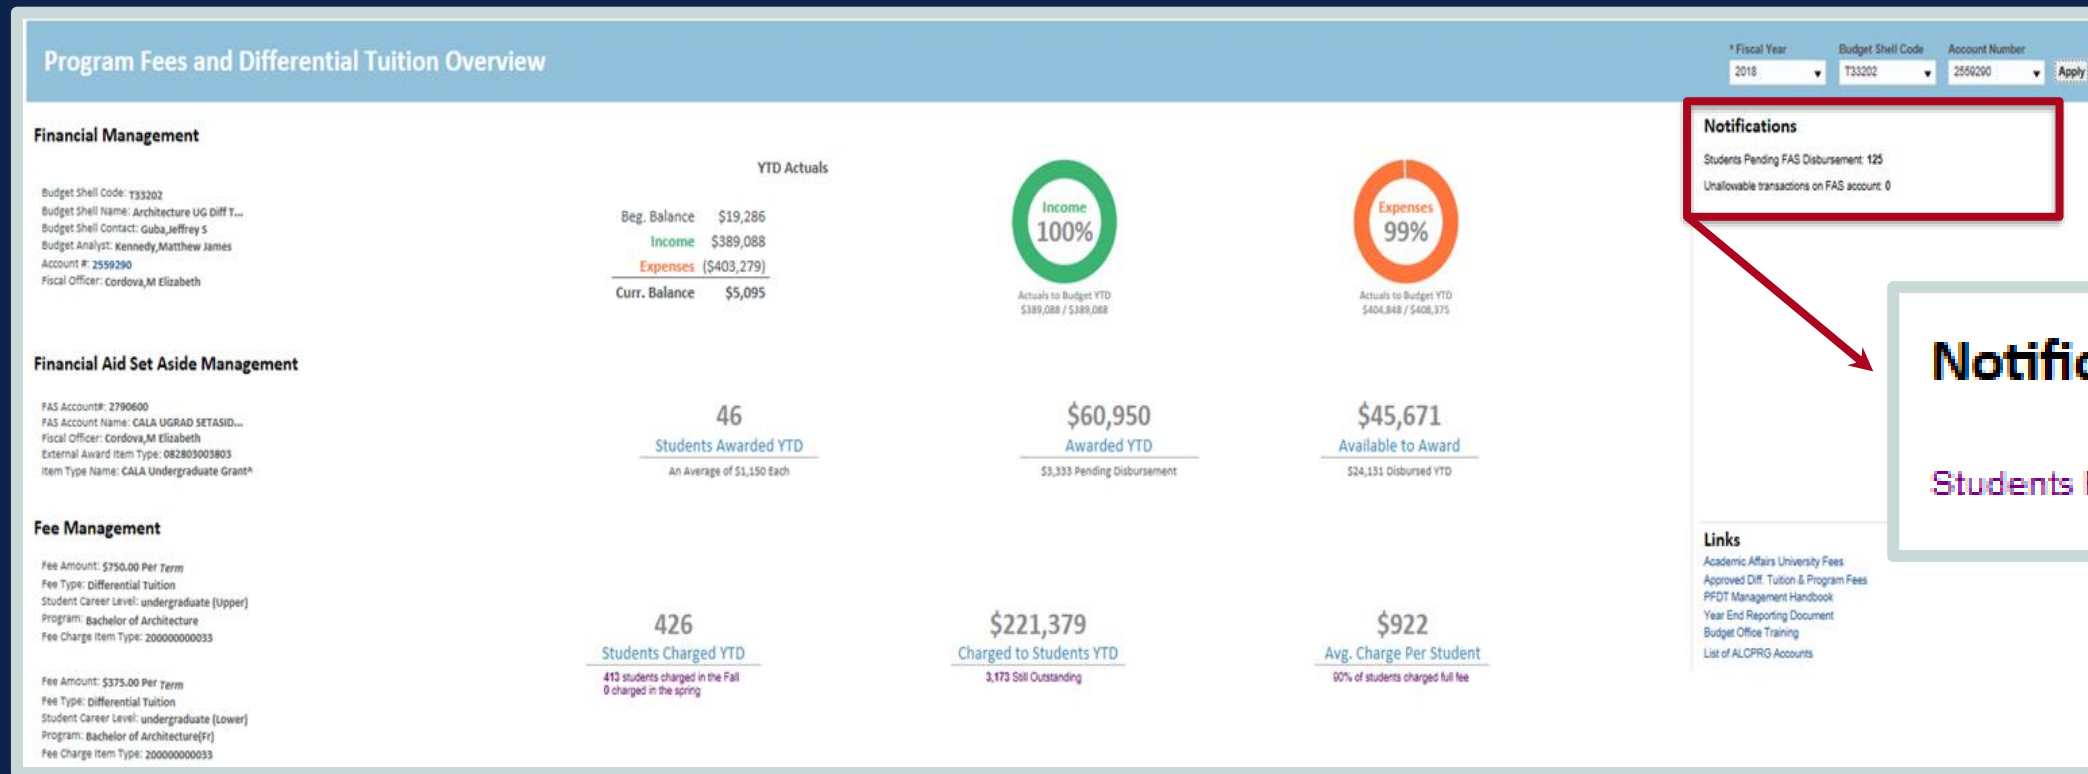 Program Fees and Differential Tuition Overview
* Fiscal Year Budget Shell Code Account Number
2018 T33202 2559290 Apply
Financial Management
Budget Shell Code: T33202
Budget Shell Name: Architecture UG Diff T...
Budget Shell Contact: Guba,Jeffrey S
Budget Analyst: Kennedy,Matthew James
Account #: 2559290
Fiscal Officer: Cordova,M Elizabeth
YTD Actuals
Beg. Balance $19,286
Income $389,088
Expenses ($403,279)
Curr. Balance $5,095
Income
100%
Actuals to Budget YTD
$389,088 / $389,088
Expenses
99%
Actuals to Budget YTD
$404,848 / $408,375
Notifications
Students Pending FAS Disbursement: 125
Unallowable transactions on FAS account: 0
Notific
Students
Financial Aid Set Aside Management
FAS Account#: 2790600
FAS Account Name: CALA UGRAD SETASID...
Fiscal Officer: Cordova,M Elizabeth
External Award Item Type: 082803003803
Item Type Name: CALA Undergraduate Grant^
46
Students Awarded YTD
An Average of $1,150 Each
$60,950
Awarded YTD
$3,333 Pending Disbursement
$45,671
Available to Award
$24,131 Disbursed YTD
Fee Management
Fee Amount: $750.00 Per Term
Fee Type: Differential Tuition
Student Career Level: undergraduate (Upper)
Program: Bachelor of Architecture
Fee Charge Item Type: 200000000033
Fee Amount: $375.00 Per Term
Fee Type: Differential Tuition
Student Career Level: undergraduate (Lower)
Program: Bachelor of Architecture(Fr)
Fee Charge Item Type: 200000000033
426
Students Charged YTD
413 students charged in the Fall
0 charged in the spring
$221,379
Charged to Students YTD
3,173 Still Outstanding
$922
Avg. Charge Per Student
90% of students charged full fee
Links
Academic Affairs University Fees
Approved Diff. Tuition & Program Fees
PFDT Management Handbook
Year End Reporting Document
Budget Office Training
List of ALCPRG Accounts